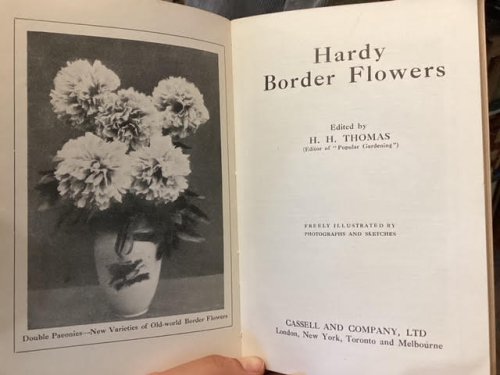 Double Paeonies—New Varieties of Old-world Border Flowers
Hardy
Border Flowers
Edited by
H. H. THOMAS
(Editor of "Popular Gardening")
FREELY ILLUSTRATED BY
PHOTOGRAPHS AND SKETCHES
CASSELL AND COMPANY, LTD
London, New York, Toronto and Melbourne